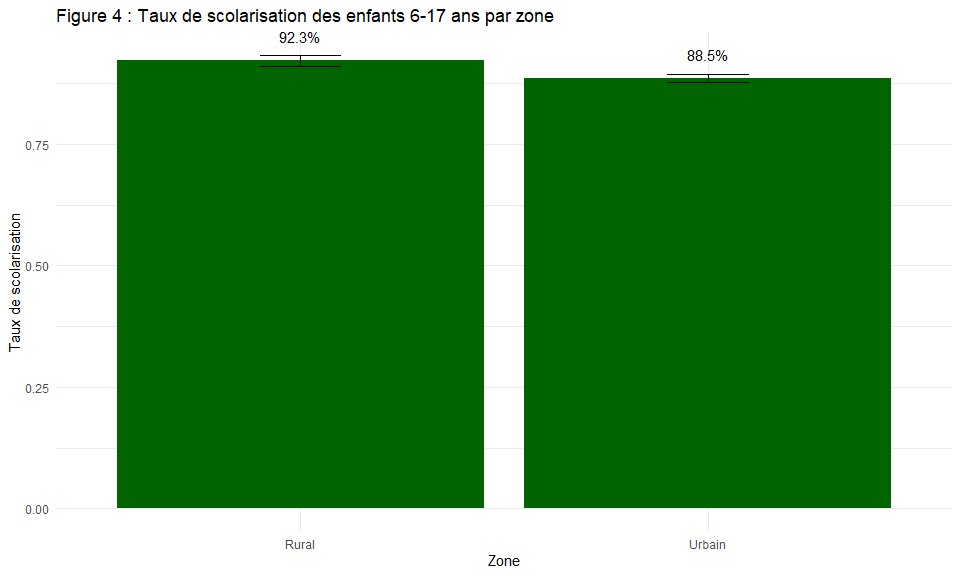 Figure 4 : Taux de scolarisation des enfants 6-17 ans par zone
92.3%
88.5%
0.75
0.50
0.25
0.00
Taux de scolarisation
Rural
Urbain
Zone